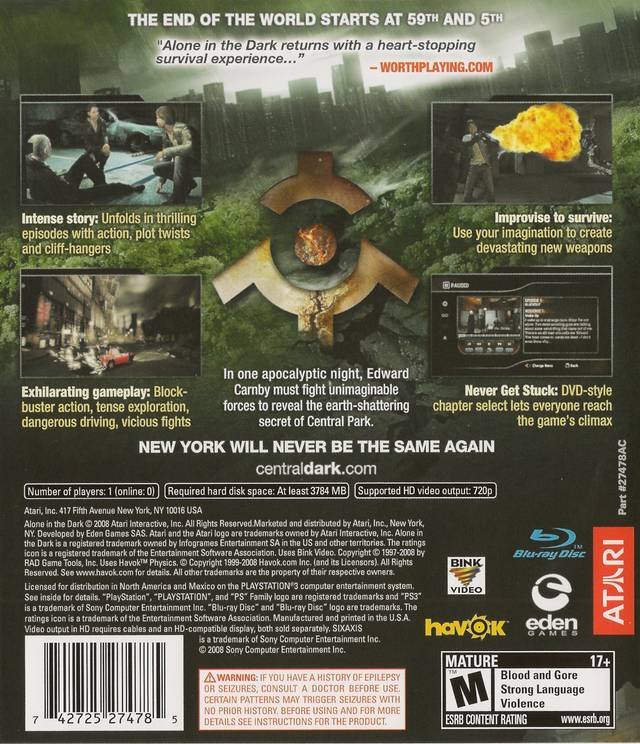 THE END OF THE WORLD STARTS AT 59TH AND 5TH
"Alone in the Dark returns with a heart-stopping
survival experience..."
– WORTHPLAYING.COM
Intense story: Unfolds in thrilling
episodes with action, plot twists
and cliff-hangers
Improvise to survive:
Use your imagination to create
devastating new weapons
PAUSED
Exhilarating gameplay: Block-
buster action, tense exploration,
dangerous driving, vicious fights
In one apocalyptic night, Edward
Carnby must fight unimaginable
forces to reveal the earth-shattering
secret of Central Park.
Never Get Stuck: DVD-style
chapter select lets everyone reach
the game's climax
NEW YORK WILL NEVER BE THE SAME AGAIN
centraldark.com
Number of players: 1 (online: 0)
Required hard disk space: At least 3784 MB
Supported HD video output: 720p
Part #27478AC
Atari, Inc. 417 Fifth Avenue New York, NY 10016 USA
Alone in the Dark © 2008 Atari Interactive, Inc. All Rights Reserved.Marketed and distributed by Atari, Inc., New York,
NY. Developed by Eden Games SAS. Atari and the Atari logo are trademarks owned by Atari Interactive, Inc. Alone in
the Dark is a registered trademark owned by Infogrames Entertainment SA in the US and other territories. The ratings
icon is a registered trademark of the Entertainment Software Association. Uses Bink Video. Copyright © 1997-2008 by
RAD Game Tools, Inc. Uses Havok™ Physics. © Copyright 1999-2008 Havok.com Inc. (and its Licensors). All Rights
Reserved. See www.havok.com for details. All other trademarks are the property of their respective owners.
Licensed for distribution in North America and Mexico on the PLAYSTATION®3 computer entertainment system.
See inside for details. "PlayStation", "PLAYSTATION", and "PS" Family logo are registered trademarks and "PS3"
is a trademark of Sony Computer Entertainment Inc. "Blu-ray Disc" and "Blu-ray Disc" logo are trademarks. The
ratings icon is a trademark of the Entertainment Software Association. Manufactured and printed in the U.S.A.
Video output in HD requires cables and an HD-compatible display, both sold separately. SIXAXIS
is a trademark of Sony Computer Entertainment Inc.
© 2008 Sony Computer Entertainment Inc.
BINK
VIDEO
Blu-ray Disc
TM
havok
eden
GAMES
ATARI
7 42725 27478 5
WARNING: IF YOU HAVE A HISTORY OF EPILEPSY
OR SEIZURES, CONSULT A DOCTOR BEFORE USE.
CERTAIN PATTERNS MAY TRIGGER SEIZURES WITH
NO PRIOR HISTORY. BEFORE USING AND FOR MORE
DETAILS SEE INSTRUCTIONS FOR THE PRODUCT.
MATURE 17+
M
Blood and Gore
Strong Language
Violence
ESRB CONTENT RATING www.esrb.org